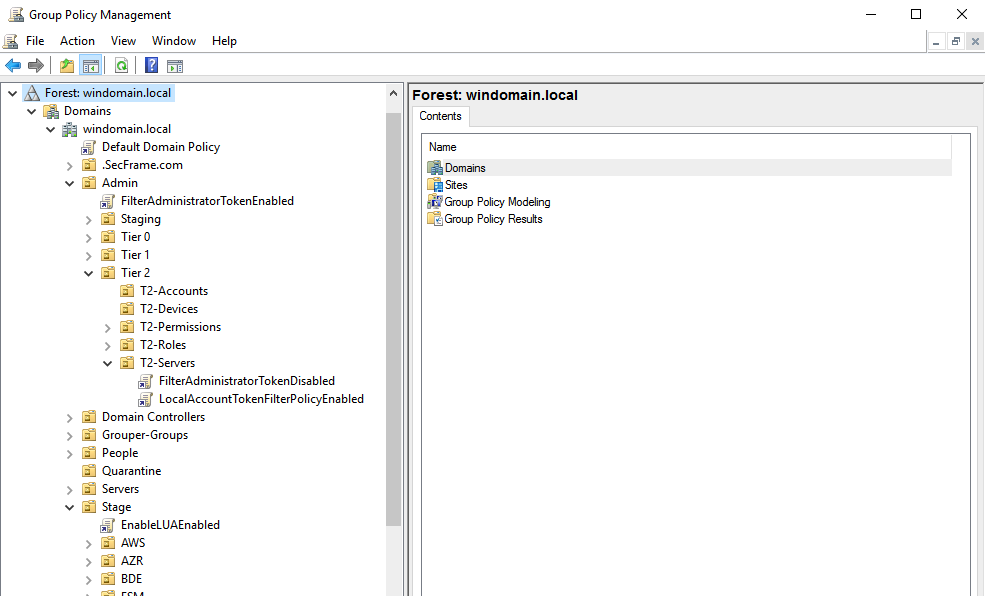 Group Policy Management
File Action View Window Help
Forest: windomain.local
Domains
windomain.local
Default Domain Policy
.SecFrame.com
Admin
FilterAdministratorTokenEnabled
Staging
Tier 0
Tier 1
Tier 2
T2-Accounts
T2-Devices
T2-Permissions
T2-Roles
T2-Servers
FilterAdministratorTokenDisabled
LocalAccountTokenFilterPolicyEnabled
Domain Controllers
Grouper-Groups
People
Quarantine
Servers
Stage
EnableLUAEnabled
AWS
AZR
BDE
Forest: windomain.local
Contents
Name
Domains
Sites
Group Policy Modeling
Group Policy Results